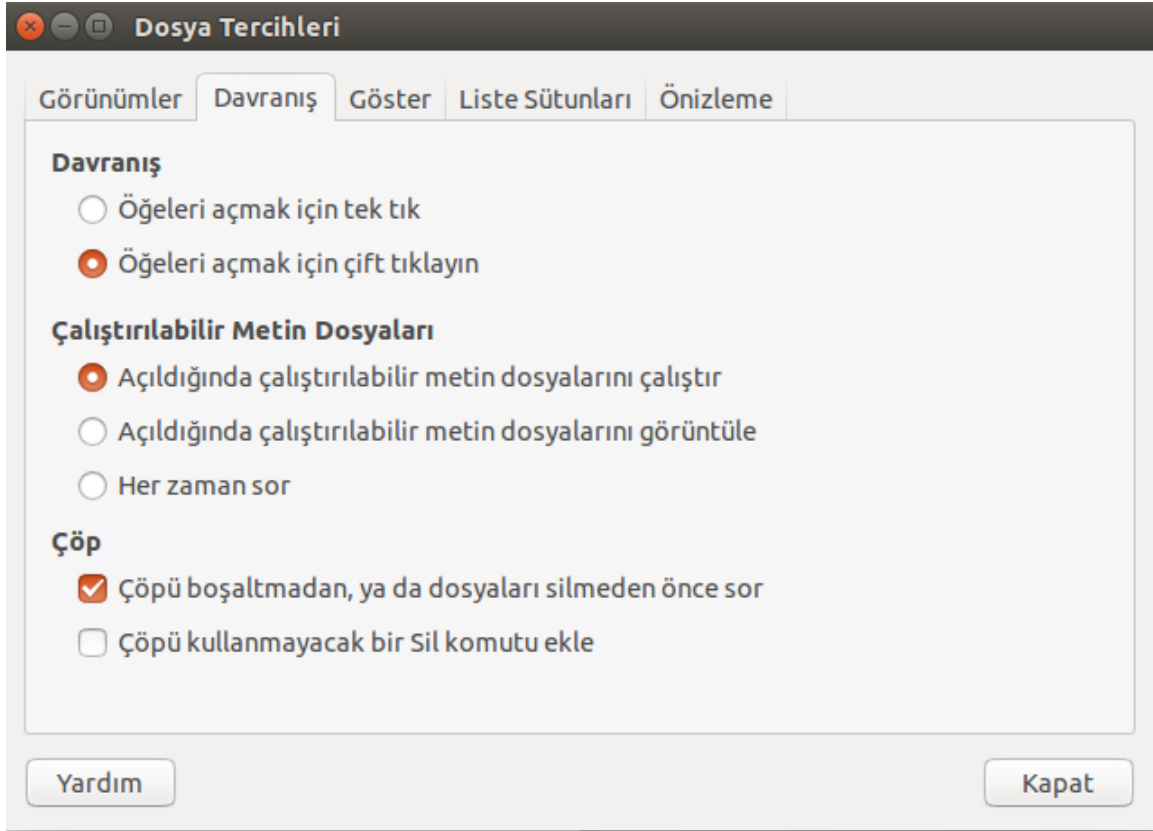 Dosya Tercihleri
Görünümler Davranış Göster Liste Sütunları Önizleme
Davranış
Öğeleri açmak için tek tık
Öğeleri açmak için çift tıklayın
Çalıştırılabilir Metin Dosyaları
Açıldığında çalıştırılabilir metin dosyalarını çalıştır
Açıldığında çalıştırılabilir metin dosyalarını görüntüle
Her zaman sor
Çöp
Çöpü boşaltmadan, ya da dosyaları silmeden önce sor
Çöpü kullanmayacak bir Sil komutu ekle
Yardım Kapat